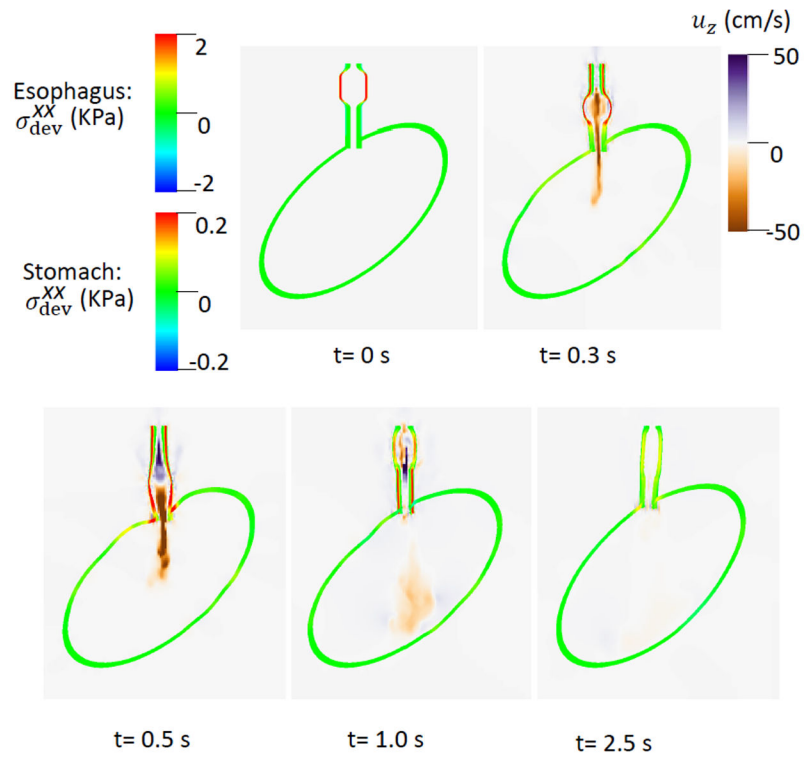 Esophagus:
σ_dev^XX (KPa)
2
0
-2
Stomach:
σ_dev^XX (KPa)
0.2
0
-0.2
u_z (cm/s)
50
0
-50
t= 0 s
t= 0.3 s
t= 0.5 s
t= 1.0 s
t= 2.5 s